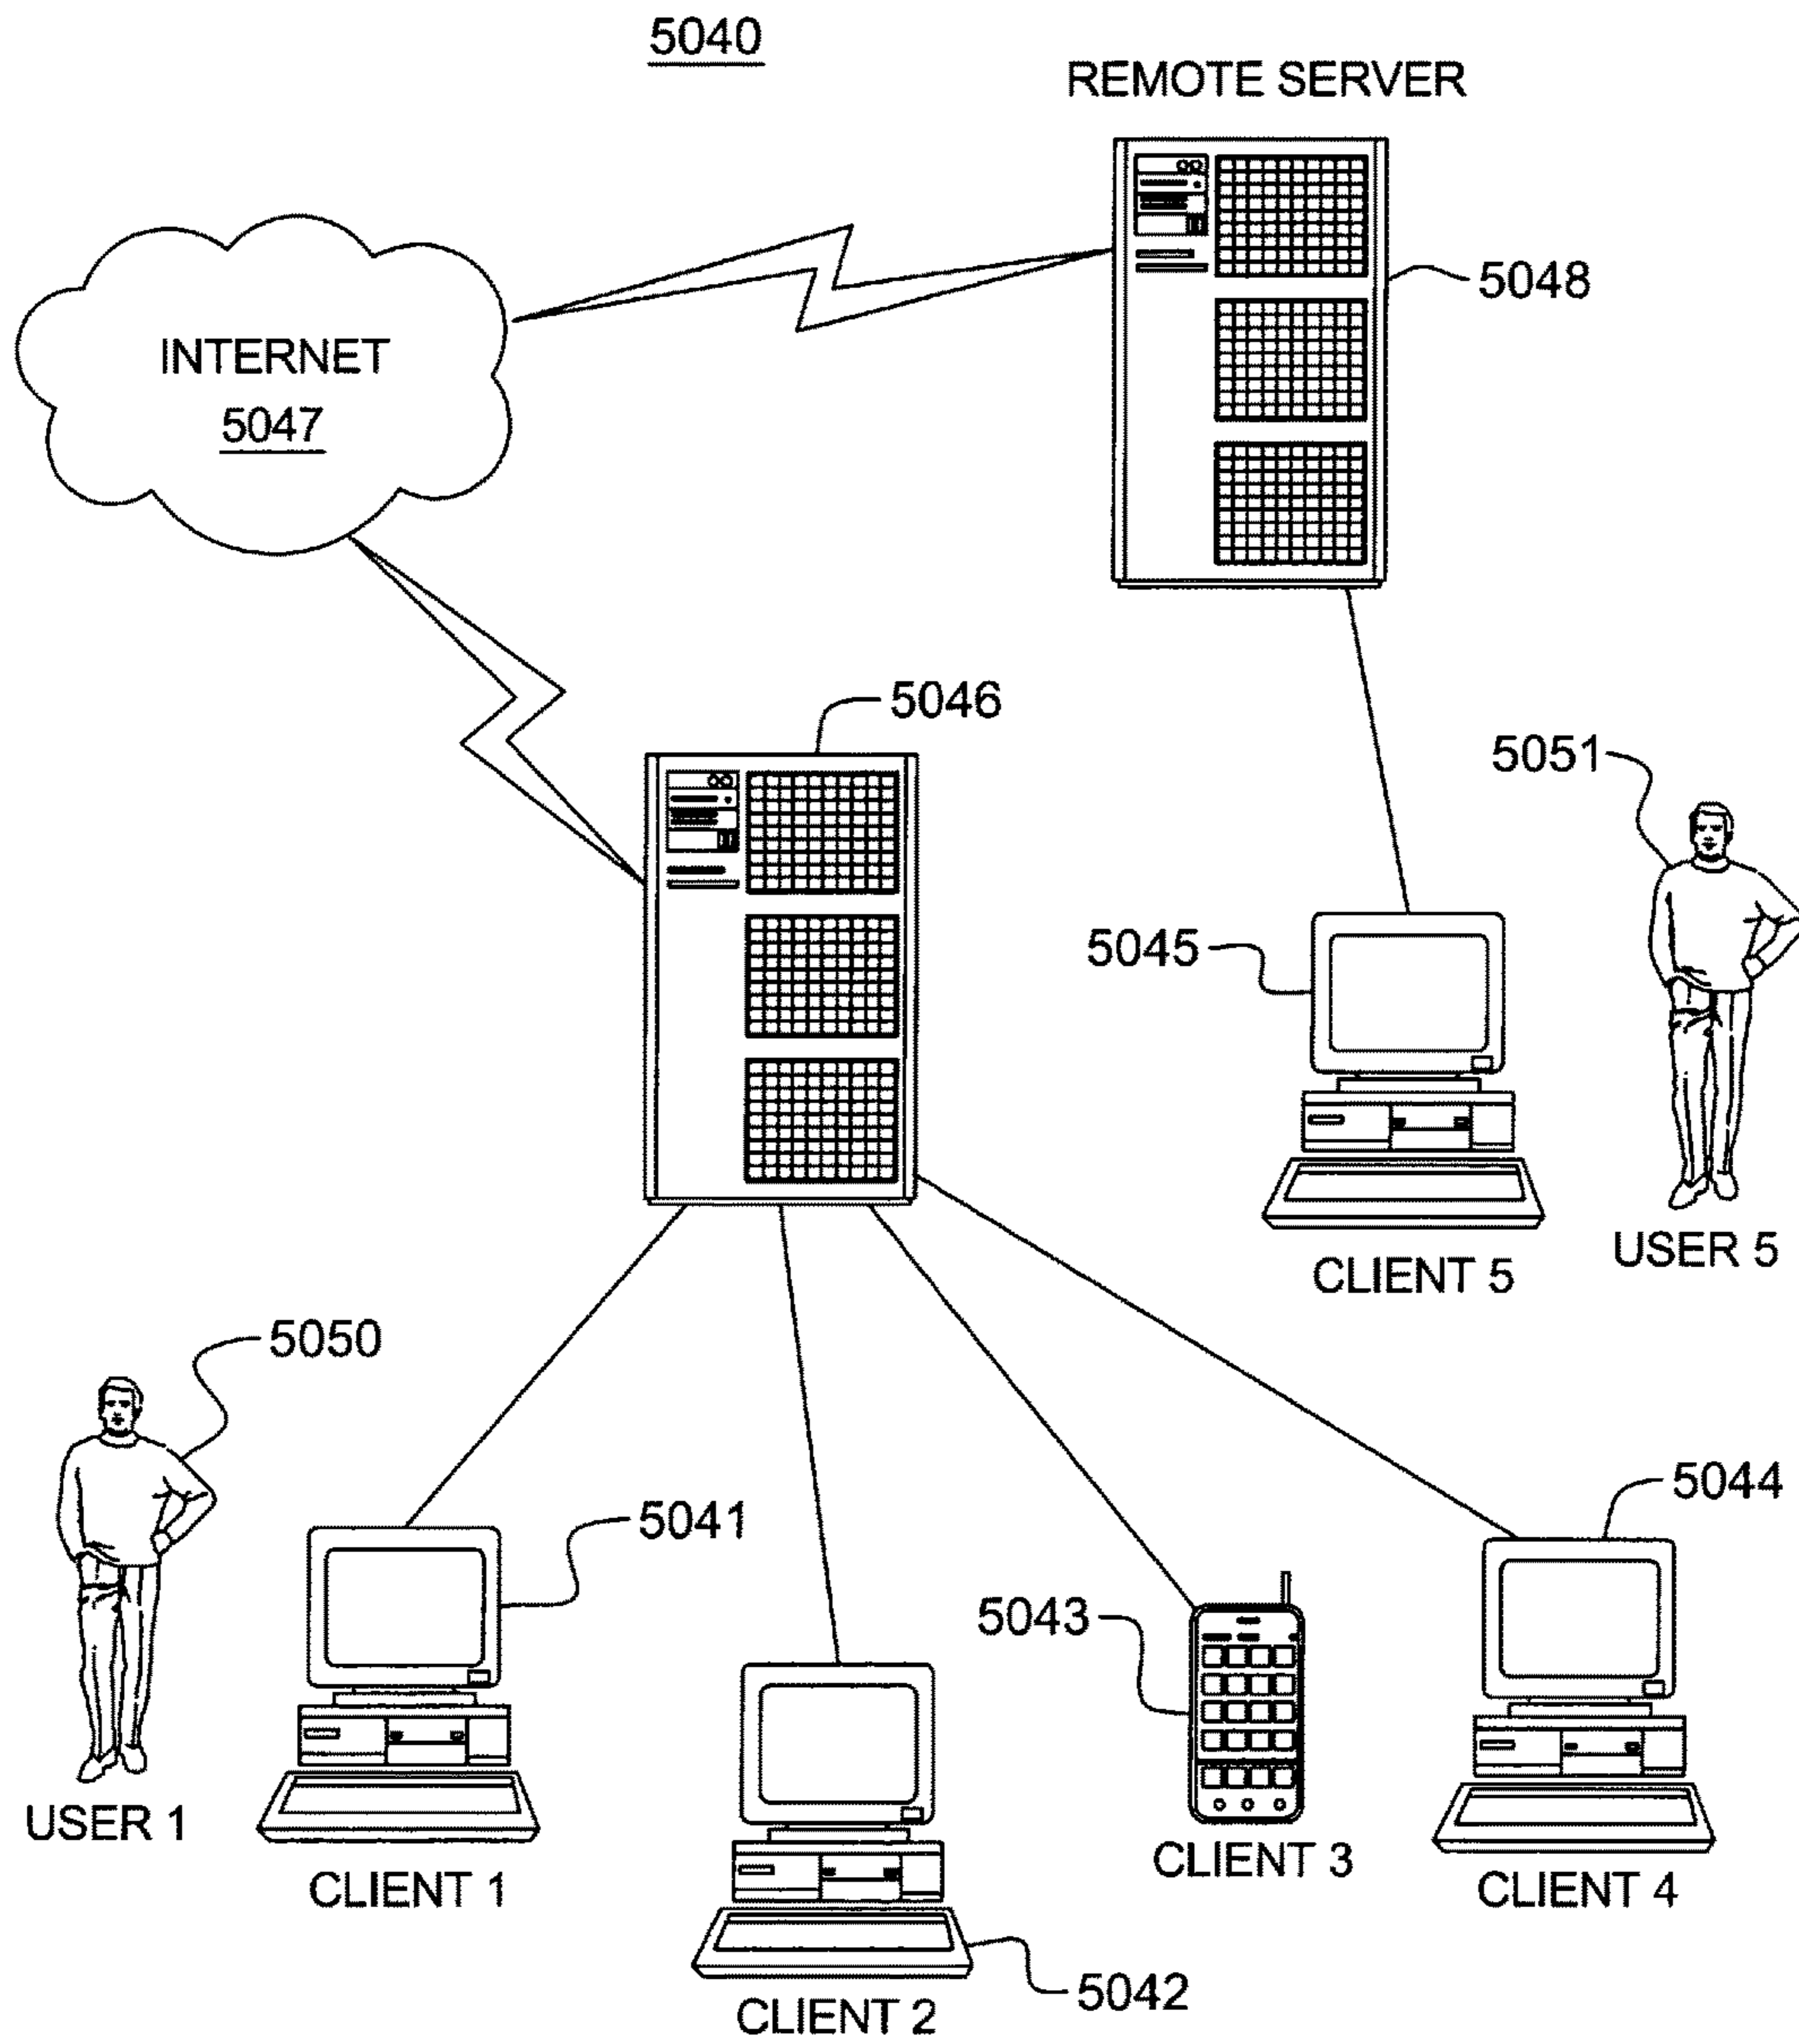 5040
REMOTE SERVER
5048
INTERNET
5047
5046
5051
5045
USER 5
CLIENT 5
5050
5041
5044
5043
USER 1
CLIENT 1
CLIENT 3
CLIENT 4
5042
CLIENT 2